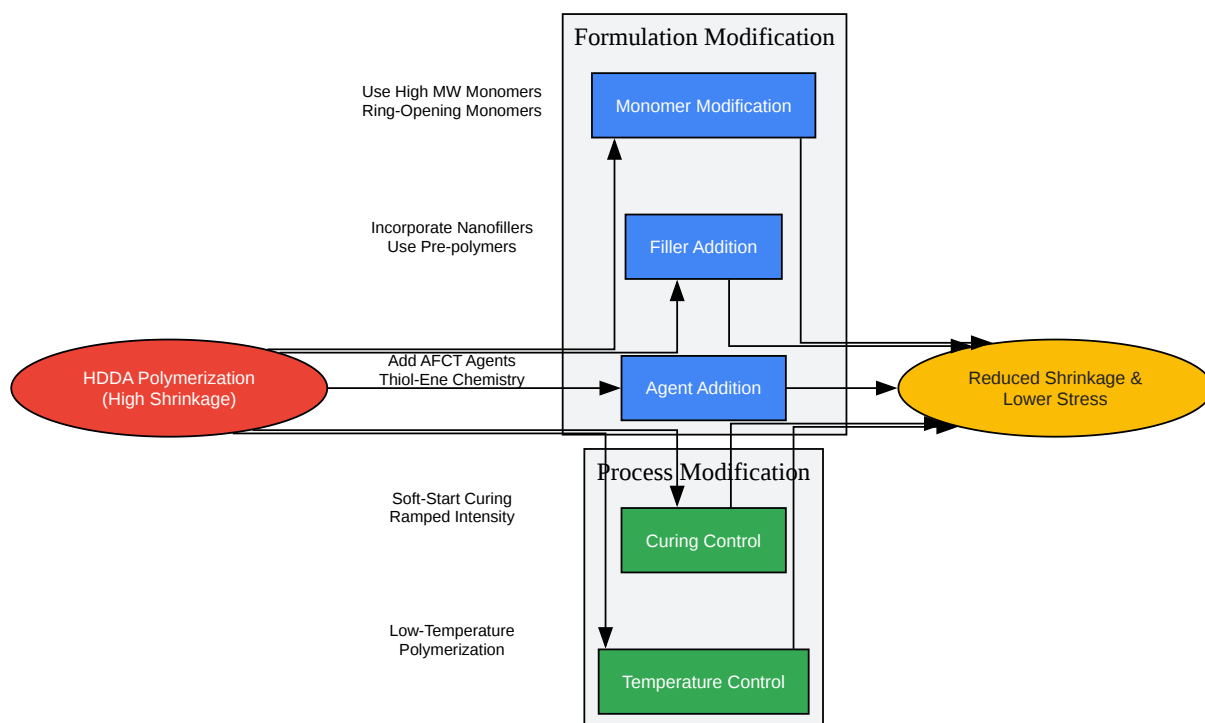 Formulation Modification
Use High MW Monomers
Ring-Opening Monomers
Monomer Modification
Incorporate Nanofillers
Use Pre-polymers
Filler Addition
HDDA Polymerization
(High Shrinkage)
Add AFCT Agents
Thiol-Ene Chemistry
Agent Addition
Reduced Shrinkage &
Lower Stress
Process Modification
Soft-Start Curing
Ramped Intensity
Curing Control
Low-Temperature
Polymerization
Temperature Control